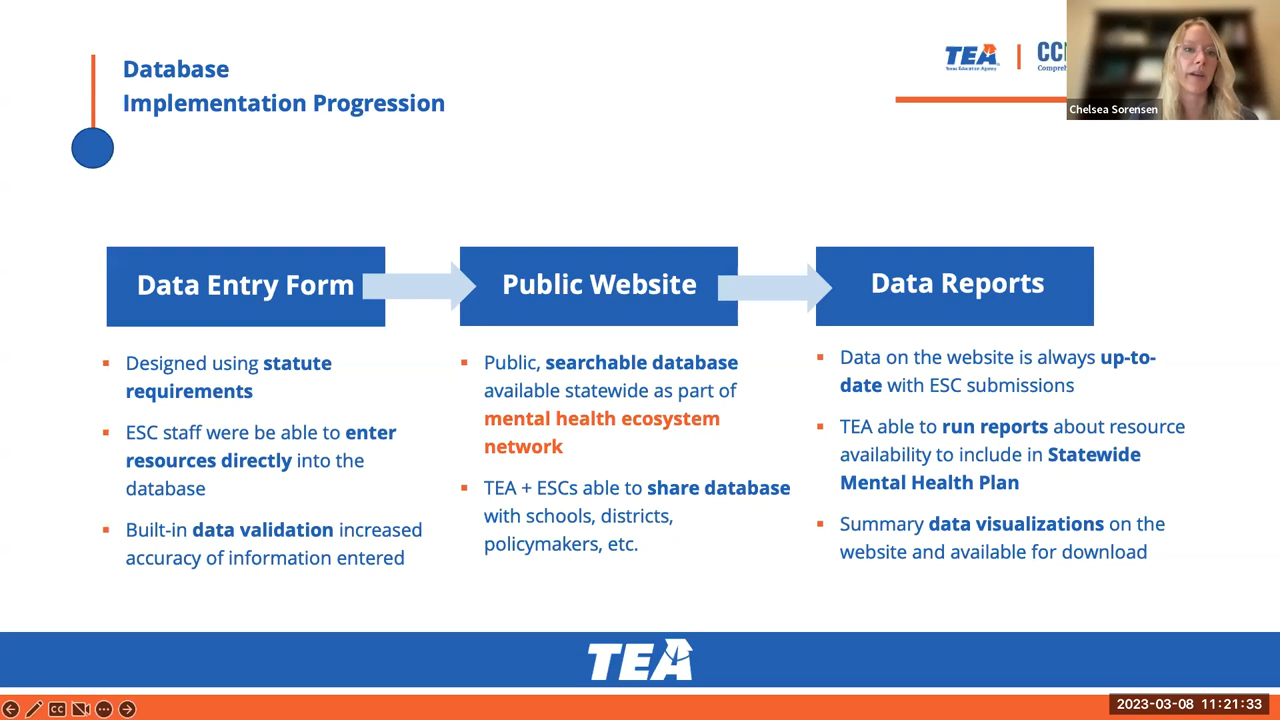 Database
Implementation Progression
TEA
Texas Education Agency
CC
Compreh
Chelsea Sorensen
Data Entry Form
Public Website
Data Reports
Designed using statute
requirements
ESC staff were be able to enter
resources directly into the
database
Built-in data validation increased
accuracy of information entered
Public, searchable database
available statewide as part of
mental health ecosystem
network
TEA + ESCs able to share database
with schools, districts,
policymakers, etc.
Data on the website is always up-to-
date with ESC submissions
TEA able to run reports about resource
availability to include in Statewide
Mental Health Plan
Summary data visualizations on the
website and available for download
TEA
CC
2023-03-08 11:21:33